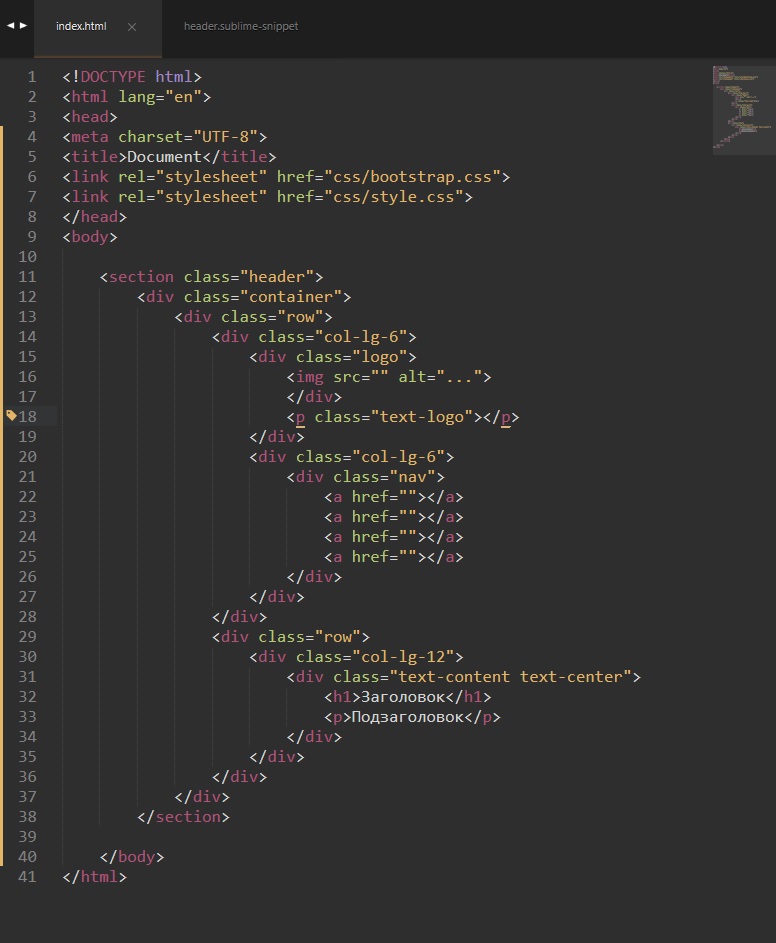 index.html × header.sublime-snippet
1 <!DOCTYPE html>
2 <html lang="en">
3 <head>
4 <meta charset="UTF-8">
5 <title>Document</title>
6 <link rel="stylesheet" href="css/bootstrap.css">
7 <link rel="stylesheet" href="css/style.css">
8 </head>
9 <body>
10
11 <section class="header">
12 <div class="container">
13 <div class="row">
14 <div class="col-lg-6">
15 <div class="logo">
16 <img src="" alt="...">
17 </div>
18 <p class="text-logo"></p>
19 </div>
20 <div class="col-lg-6">
21 <div class="nav">
22 <a href=""></a>
23 <a href=""></a>
24 <a href=""></a>
25 <a href=""></a>
26 </div>
27 </div>
28 </div>
29 <div class="row">
30 <div class="col-lg-12">
31 <div class="text-content text-center">
32 <h1>Заголовок</h1>
33 <p>Подзаголовок</p>
34 </div>
35 </div>
36 </div>
37 </div>
38 </section>
39
40 </body>
41 </html>